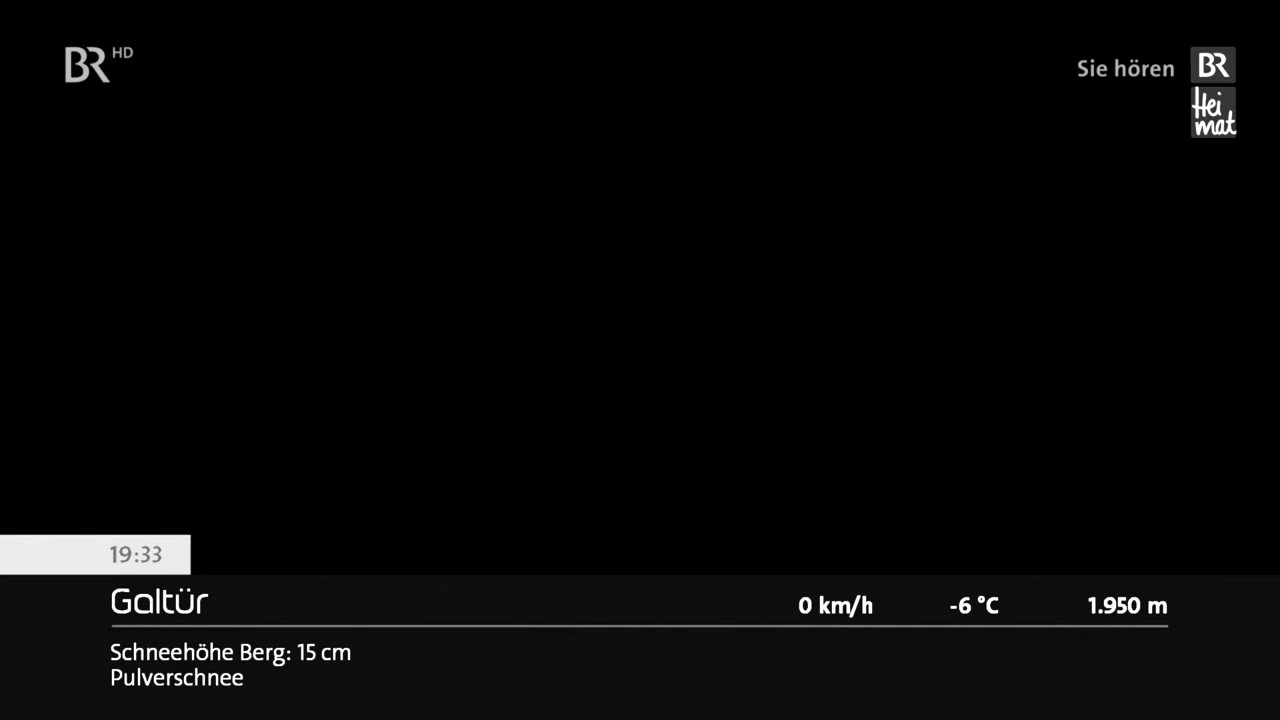 BR HD
Sie hören BR
Hei
mat
19:33
Galtür 0 km/h -6 °C 1.950 m
Schneehöhe Berg: 15 cm
Pulverschnee